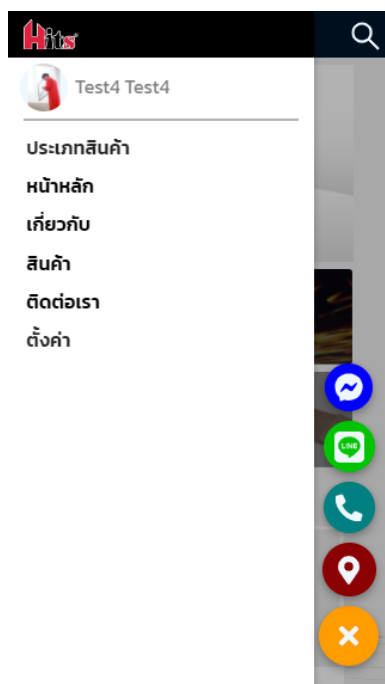 Hits
Test4 Test4
ประเภทสินค้า
หน้าหลัก
เกี่ยวกับ
สินค้า
ติดต่อเรา
ตั้งค่า
LINE